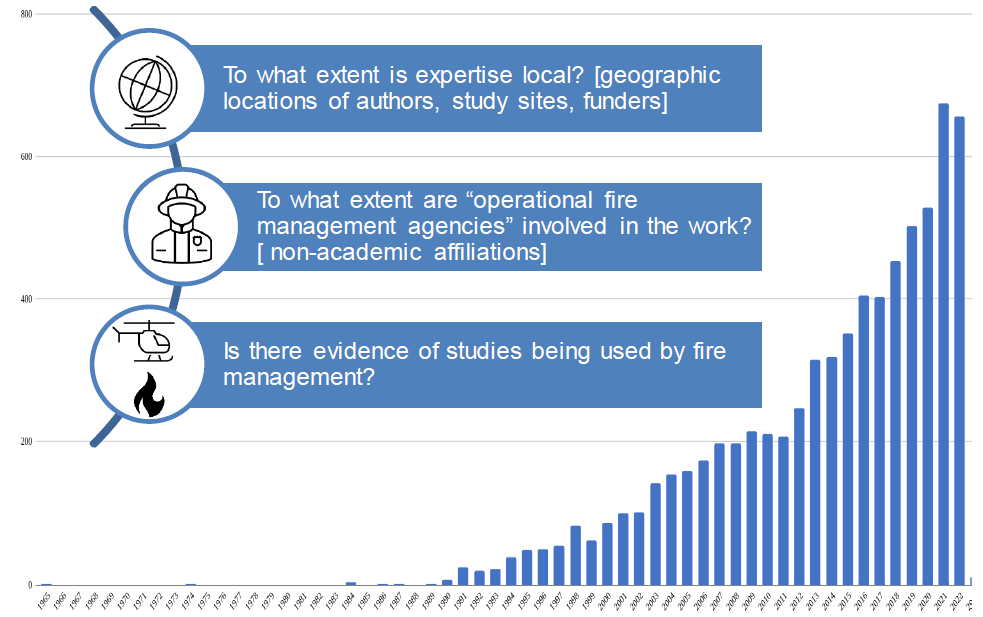 800
To what extent is expertise local? [geographic
locations of authors, study sites, funders]
600
To what extent are “operational fire
management agencies” involved in the work?
[ non-academic affiliations]
400
Is there evidence of studies being used by fire
management?
200
0
1965 1966 1967 1968 1969 1970 1971 1972 1973 1974 1975 1976 1977 1978 1979 1980 1981 1982 1983 1984 1985 1986 1987 1988 1989 1990 1991 1992 1993 1994 1995 1996 1997 1998 1999 2000 2001 2002 2003 2004 2005 2006 2007 2008 2009 2010 2011 2012 2013 2014 2015 2016 2017 2018 2019 2020 2021 2022